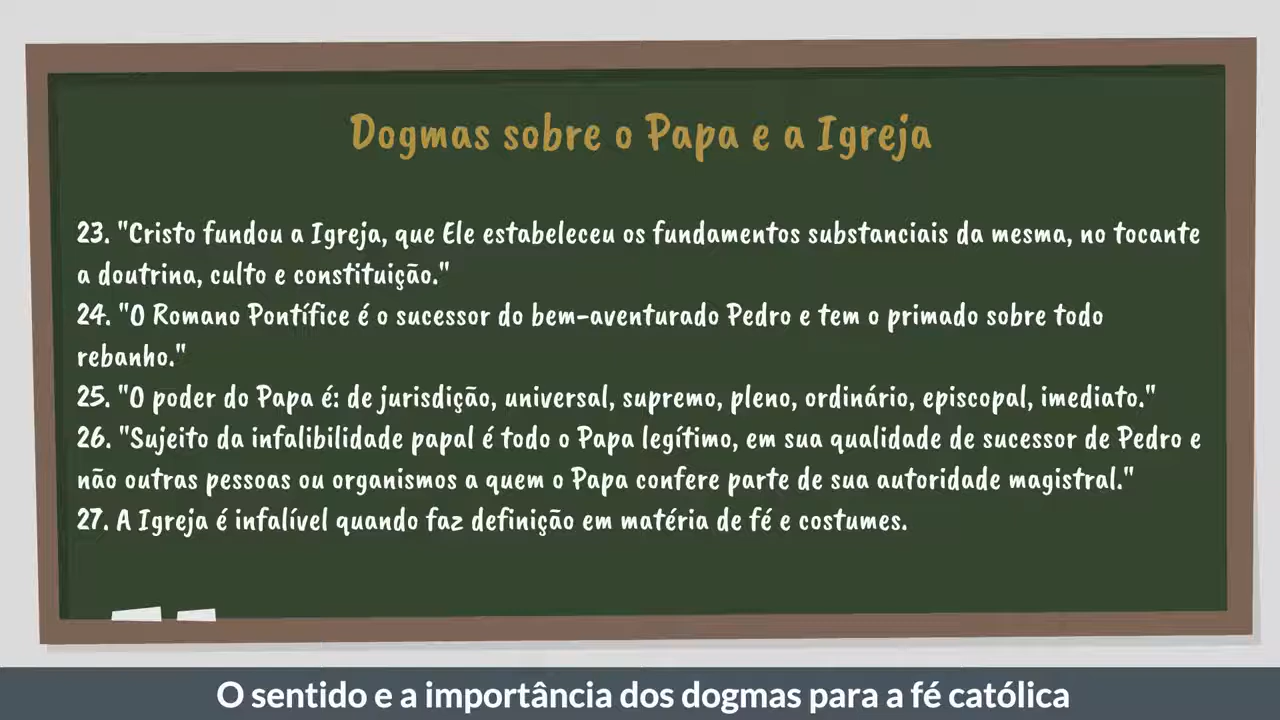 Dogmas sobre o Papa e a Igreja
23. "Cristo fundou a Igreja, que Ele estabeleceu os fundamentos substanciais da mesma, no tocante
a doutrina, culto e constituição."
24. "O Romano Pontífice é o sucessor do bem-aventurado Pedro e tem o primado sobre todo
rebanho."
25. "O poder do Papa é: de jurisdição, universal, supremo, pleno, ordinário, episcopal, imediato."
26. "Sujeito da infalibilidade papal é todo o Papa legítimo, em sua qualidade de sucessor de Pedro e
não outras pessoas ou organismos a quem o Papa confere parte de sua autoridade magistral."
27. A Igreja é infalível quando faz definição em matéria de fé e costumes.
O sentido e a importância dos dogmas para a fé católica